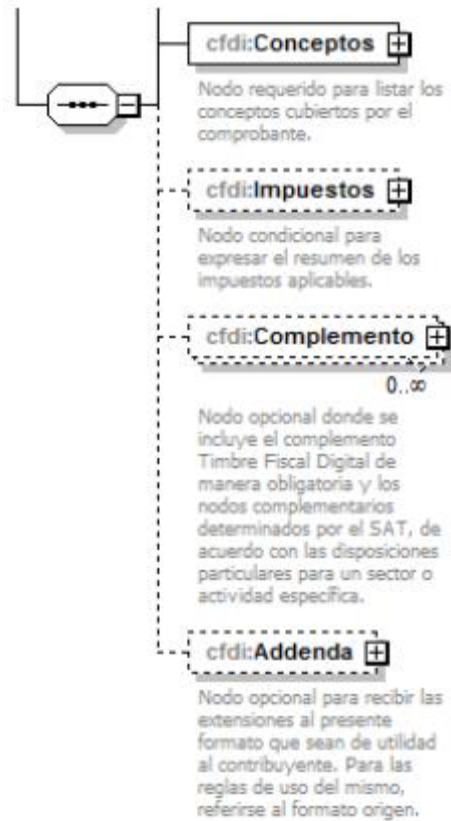 cfdi:Conceptos
Nodo requerido para listar los
conceptos cubiertos por el
comprobante.
cfdi:Impuestos
Nodo condicional para
expresar el resumen de los
impuestos aplicables.
cfdi:Complemento
0..∞
Nodo opcional donde se
incluye el complemento
Timbre Fiscal Digital de
manera obligatoria y los
nodos complementarios
determinados por el SAT, de
acuerdo con las disposiciones
particulares para un sector o
actividad específica.
cfdi:Addenda
Nodo opcional para recibir las
extensiones al presente
formato que sean de utilidad
al contribuyente. Para las
reglas de uso del mismo,
referirse al formato origen.